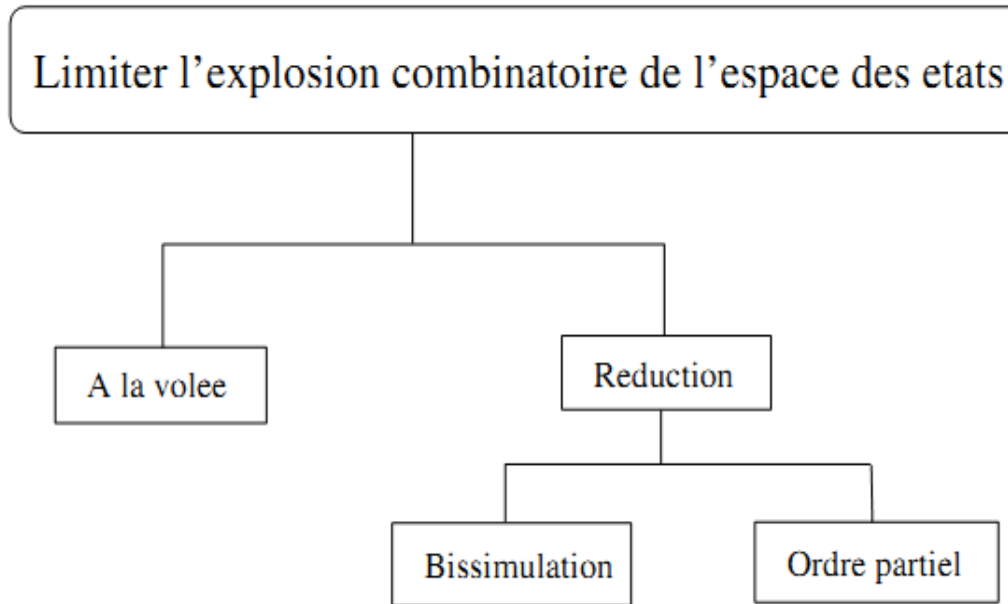 Limiter l’explosion combinatoire de l’espace des etats
A la volee
Reduction
Bissimulation
Ordre partiel